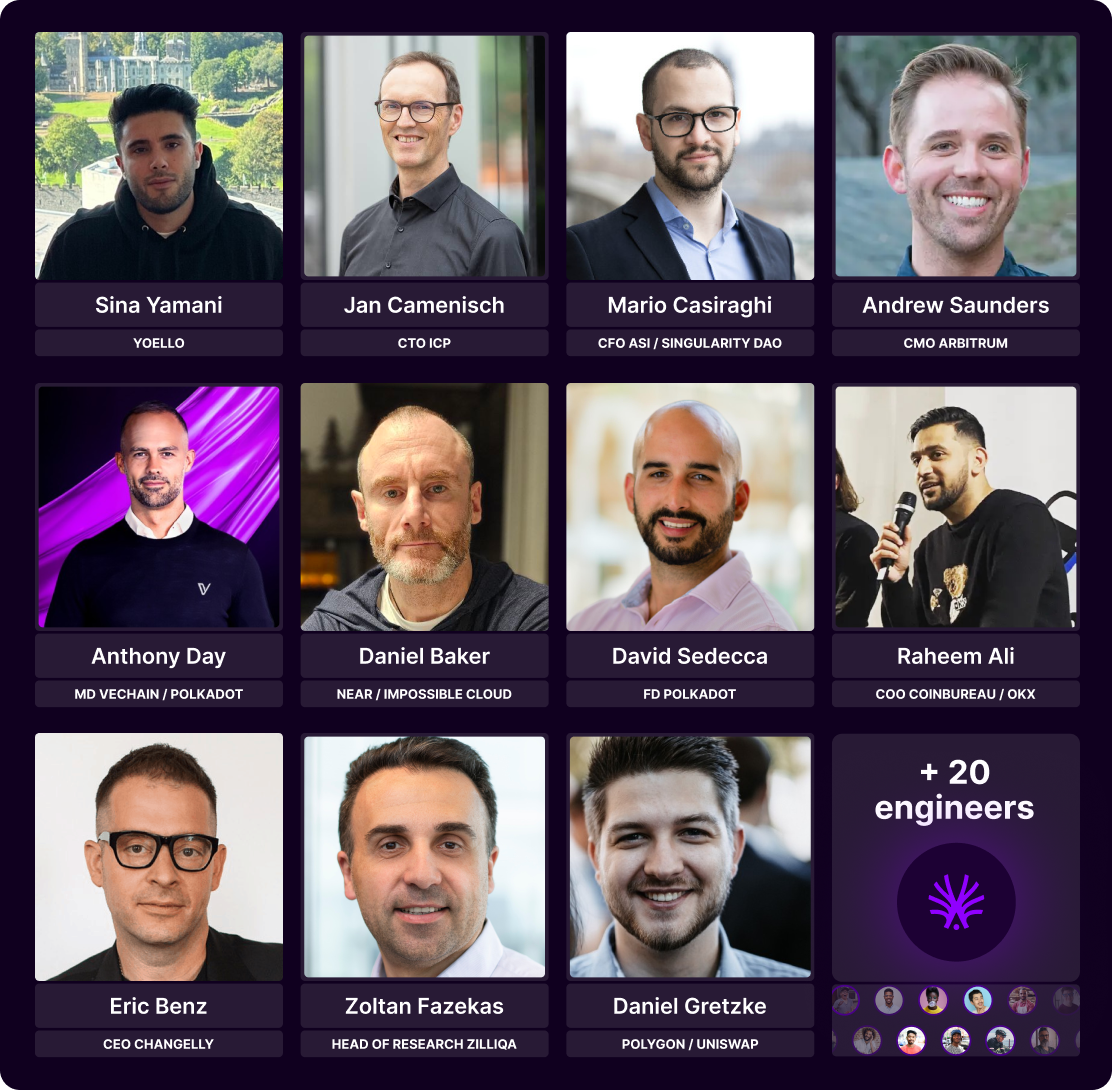 Sina Yamani
YOELLO
Jan Camenisch
CTO ICP
Mario Casiraghi
CFO ASI / SINGULARITY DAO
Andrew Saunders
CMO ARBITRUM
Anthony Day
MD VECHAIN / POLKADOT
Daniel Baker
NEAR / IMPOSSIBLE CLOUD
David Sedecca
FD POLKADOT
Raheem Ali
COO COINBUREAU / OKX
Eric Benz
CEO CHANGELLY
Zoltan Fazekas
HEAD OF RESEARCH ZILLIQA
Daniel Gretzke
POLYGON / UNISWAP
+ 20
engineers